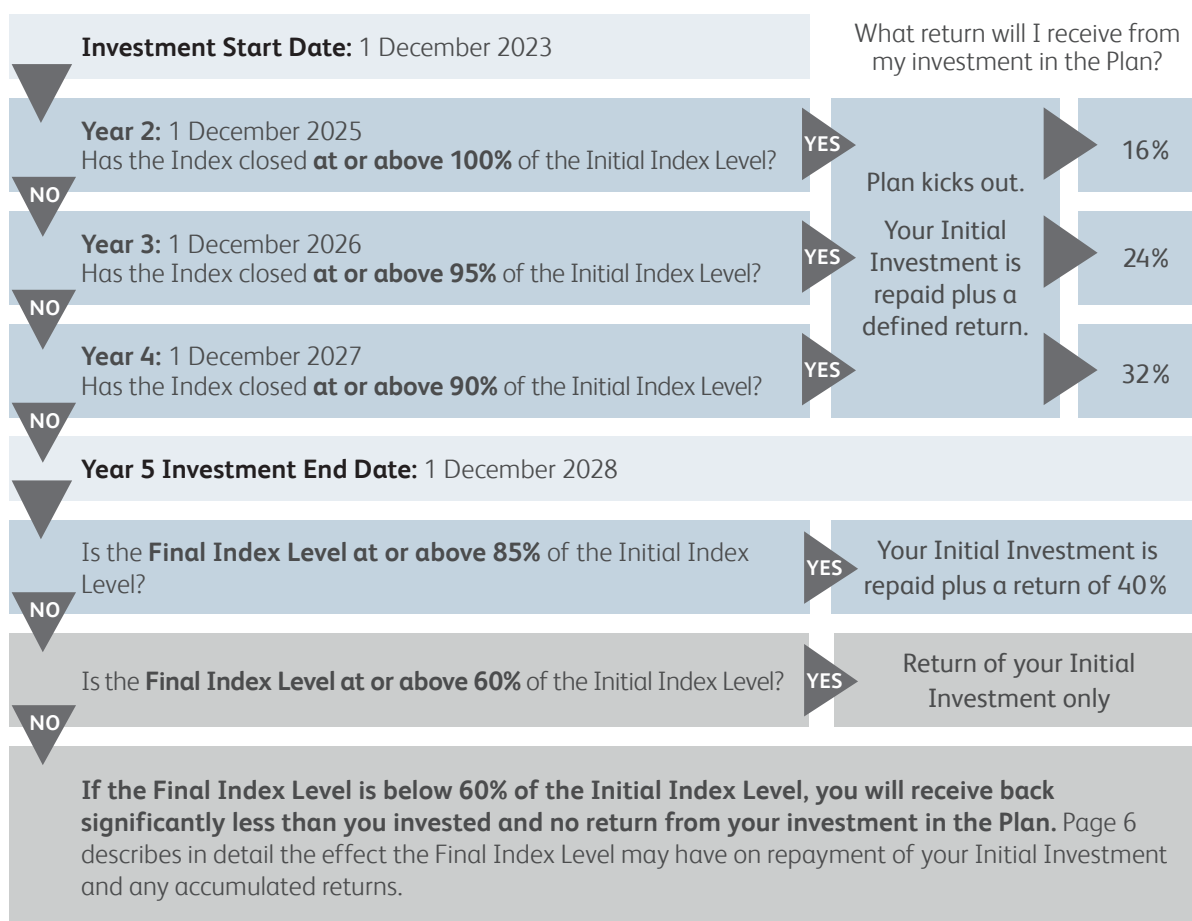 Investment Start Date: 1 December 2023
What return will I receive from
my investment in the Plan?
Year 2: 1 December 2025
Has the Index closed at or above 100% of the Initial Index Level?
YES
16%
NO
Year 3: 1 December 2026
Has the Index closed at or above 95% of the Initial Index Level?
YES
24%
NO
Year 4: 1 December 2027
Has the Index closed at or above 90% of the Initial Index Level?
YES
32%
Plan kicks out.
Your Initial
Investment is
repaid plus a
defined return.
NO
Year 5 Investment End Date: 1 December 2028
Is the Final Index Level at or above 85% of the Initial Index
Level?
YES
Your Initial Investment is
repaid plus a return of 40%
NO
Is the Final Index Level at or above 60% of the Initial Index Level?
YES
Return of your Initial
Investment only
NO
If the Final Index Level is below 60% of the Initial Index Level, you will receive back
significantly less than you invested and no return from your investment in the Plan. Page 6
describes in detail the effect the Final Index Level may have on repayment of your Initial Investment
and any accumulated returns.